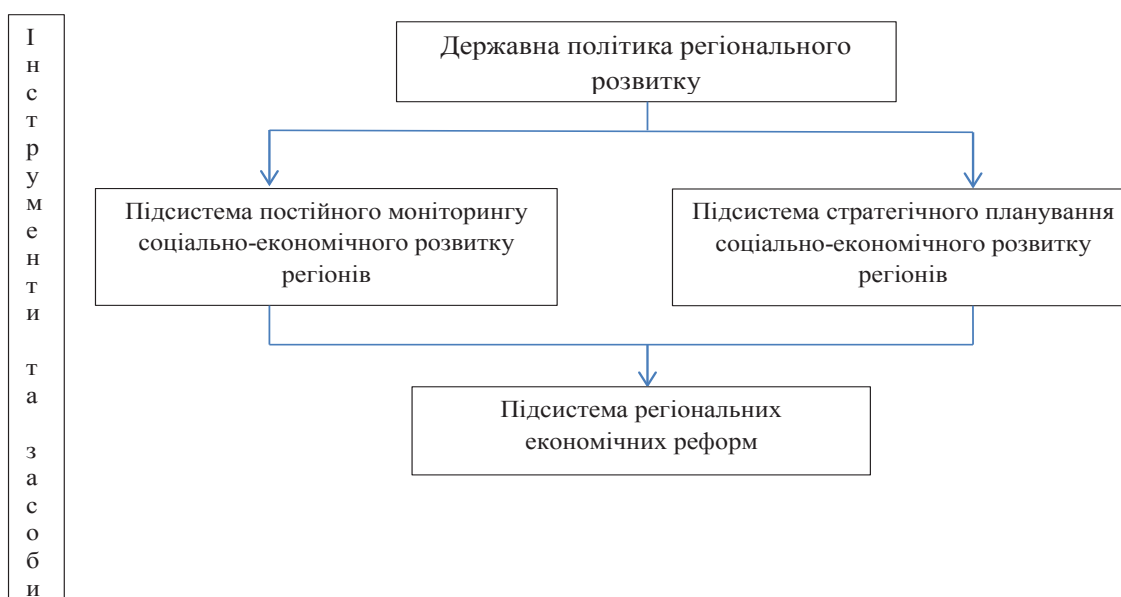 Інструменти та засоби
Державна політика регіонального
розвитку
Підсистема постійного моніторингу
соціально-економічного розвитку
регіонів
Підсистема стратегічного планування
соціально-економічного розвитку
регіонів
Підсистема регіональних
економічних реформ